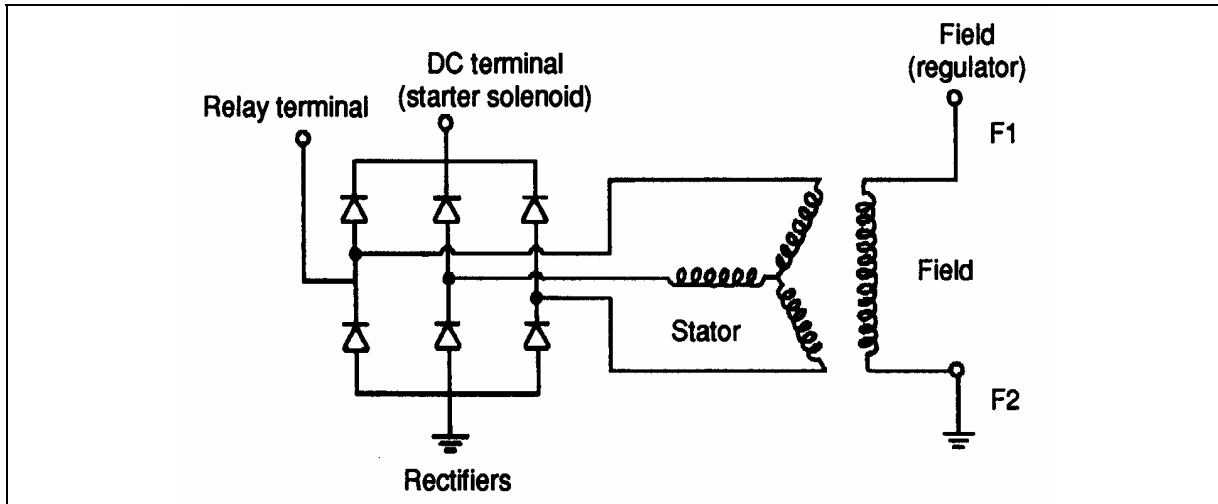 Field
(regulator)
DC terminal
(starter solenoid)
Relay terminal
F1
Field
Stator
F2
Rectifiers